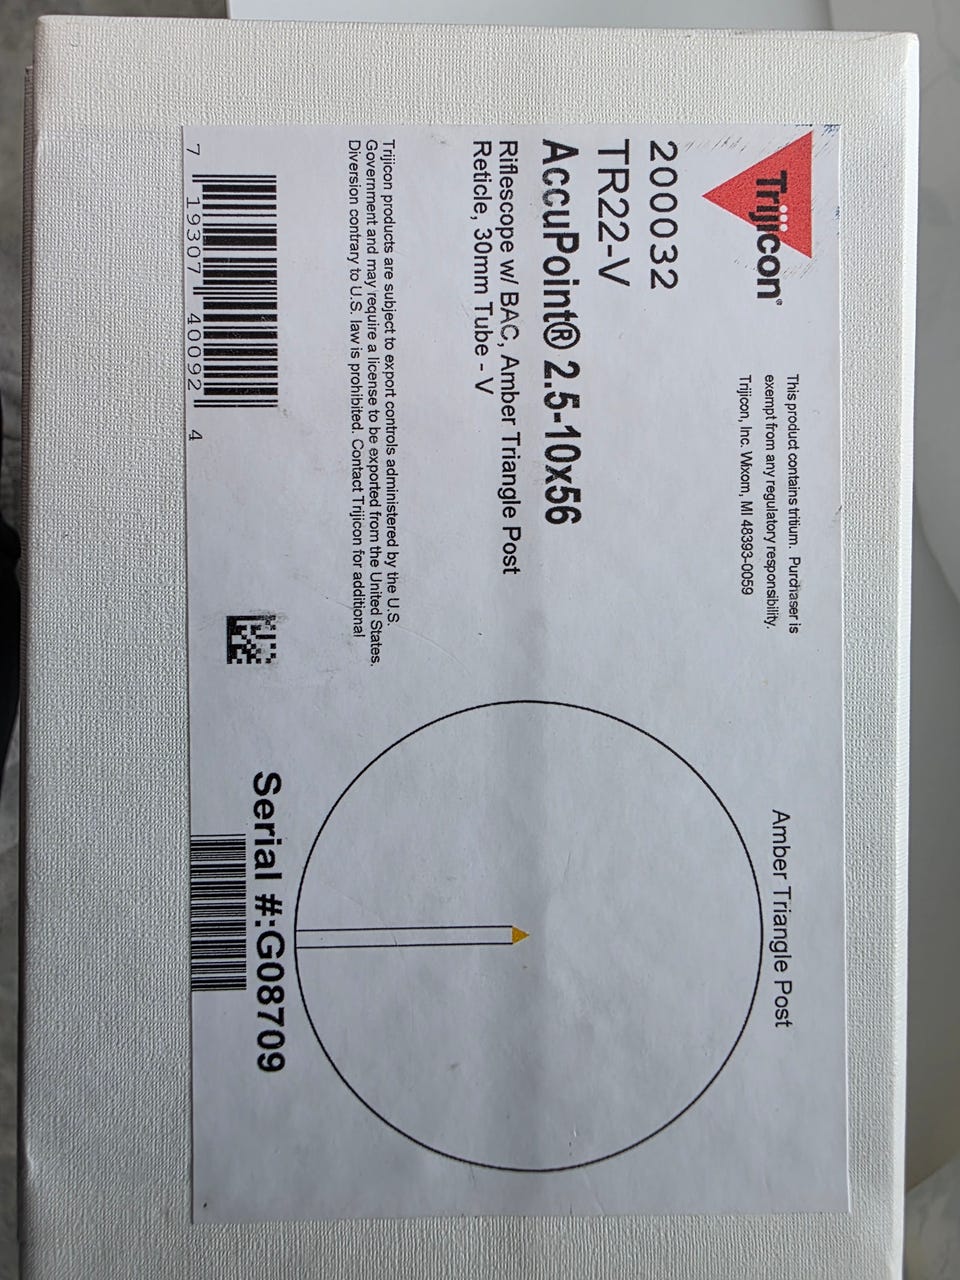 Trijicon®
This product contains tritium. Purchaser is
exempt from any regulatory responsibility.
Trijicon, Inc. Wixom, MI 48393-0059
200032
TR22-V
AccuPoint® 2.5-10x56
Riflescope w/ BAC, Amber Triangle Post
Reticle, 30mm Tube - V
Trijicon products are subject to export controls administered by the U.S.
Government and may require a license to be exported from the United States.
Diversion contrary to U.S. law is prohibited. Contact Trijicon for additional
7 19307 40092 4
Amber Triangle Post
Serial #:G08709